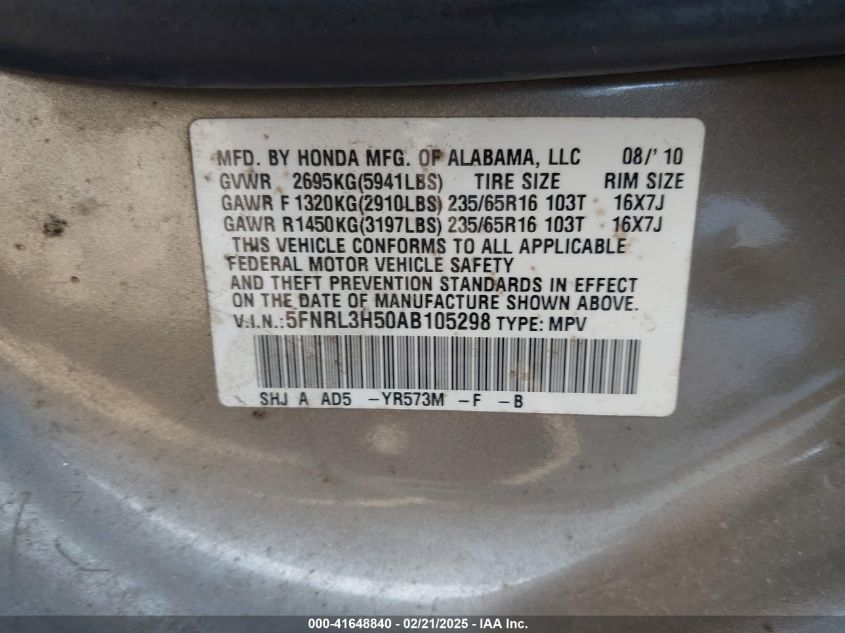 MFD. BY HONDA MFG. OF ALABAMA, LLC 08/'10
GVWR 2695KG(5941LBS) TIRE SIZE RIM SIZE
GAWR F 1320KG(2910LBS) 235/65R16 103T 16X7J
GAWR R1450KG(3197LBS) 235/65R16 103T 16X7J
THIS VEHICLE CONFORMS TO ALL APPLICABLE
FEDERAL MOTOR VEHICLE SAFETY
AND THEFT PREVENTION STANDARDS IN EFFECT
ON THE DATE OF MANUFACTURE SHOWN ABOVE.
V.I.N.:5FNRL3H50AB105298 TYPE: MPV
SHJ A AD5 -YR573M -F -B
000-41648840 - 02/21/2025 - IAA Inc.